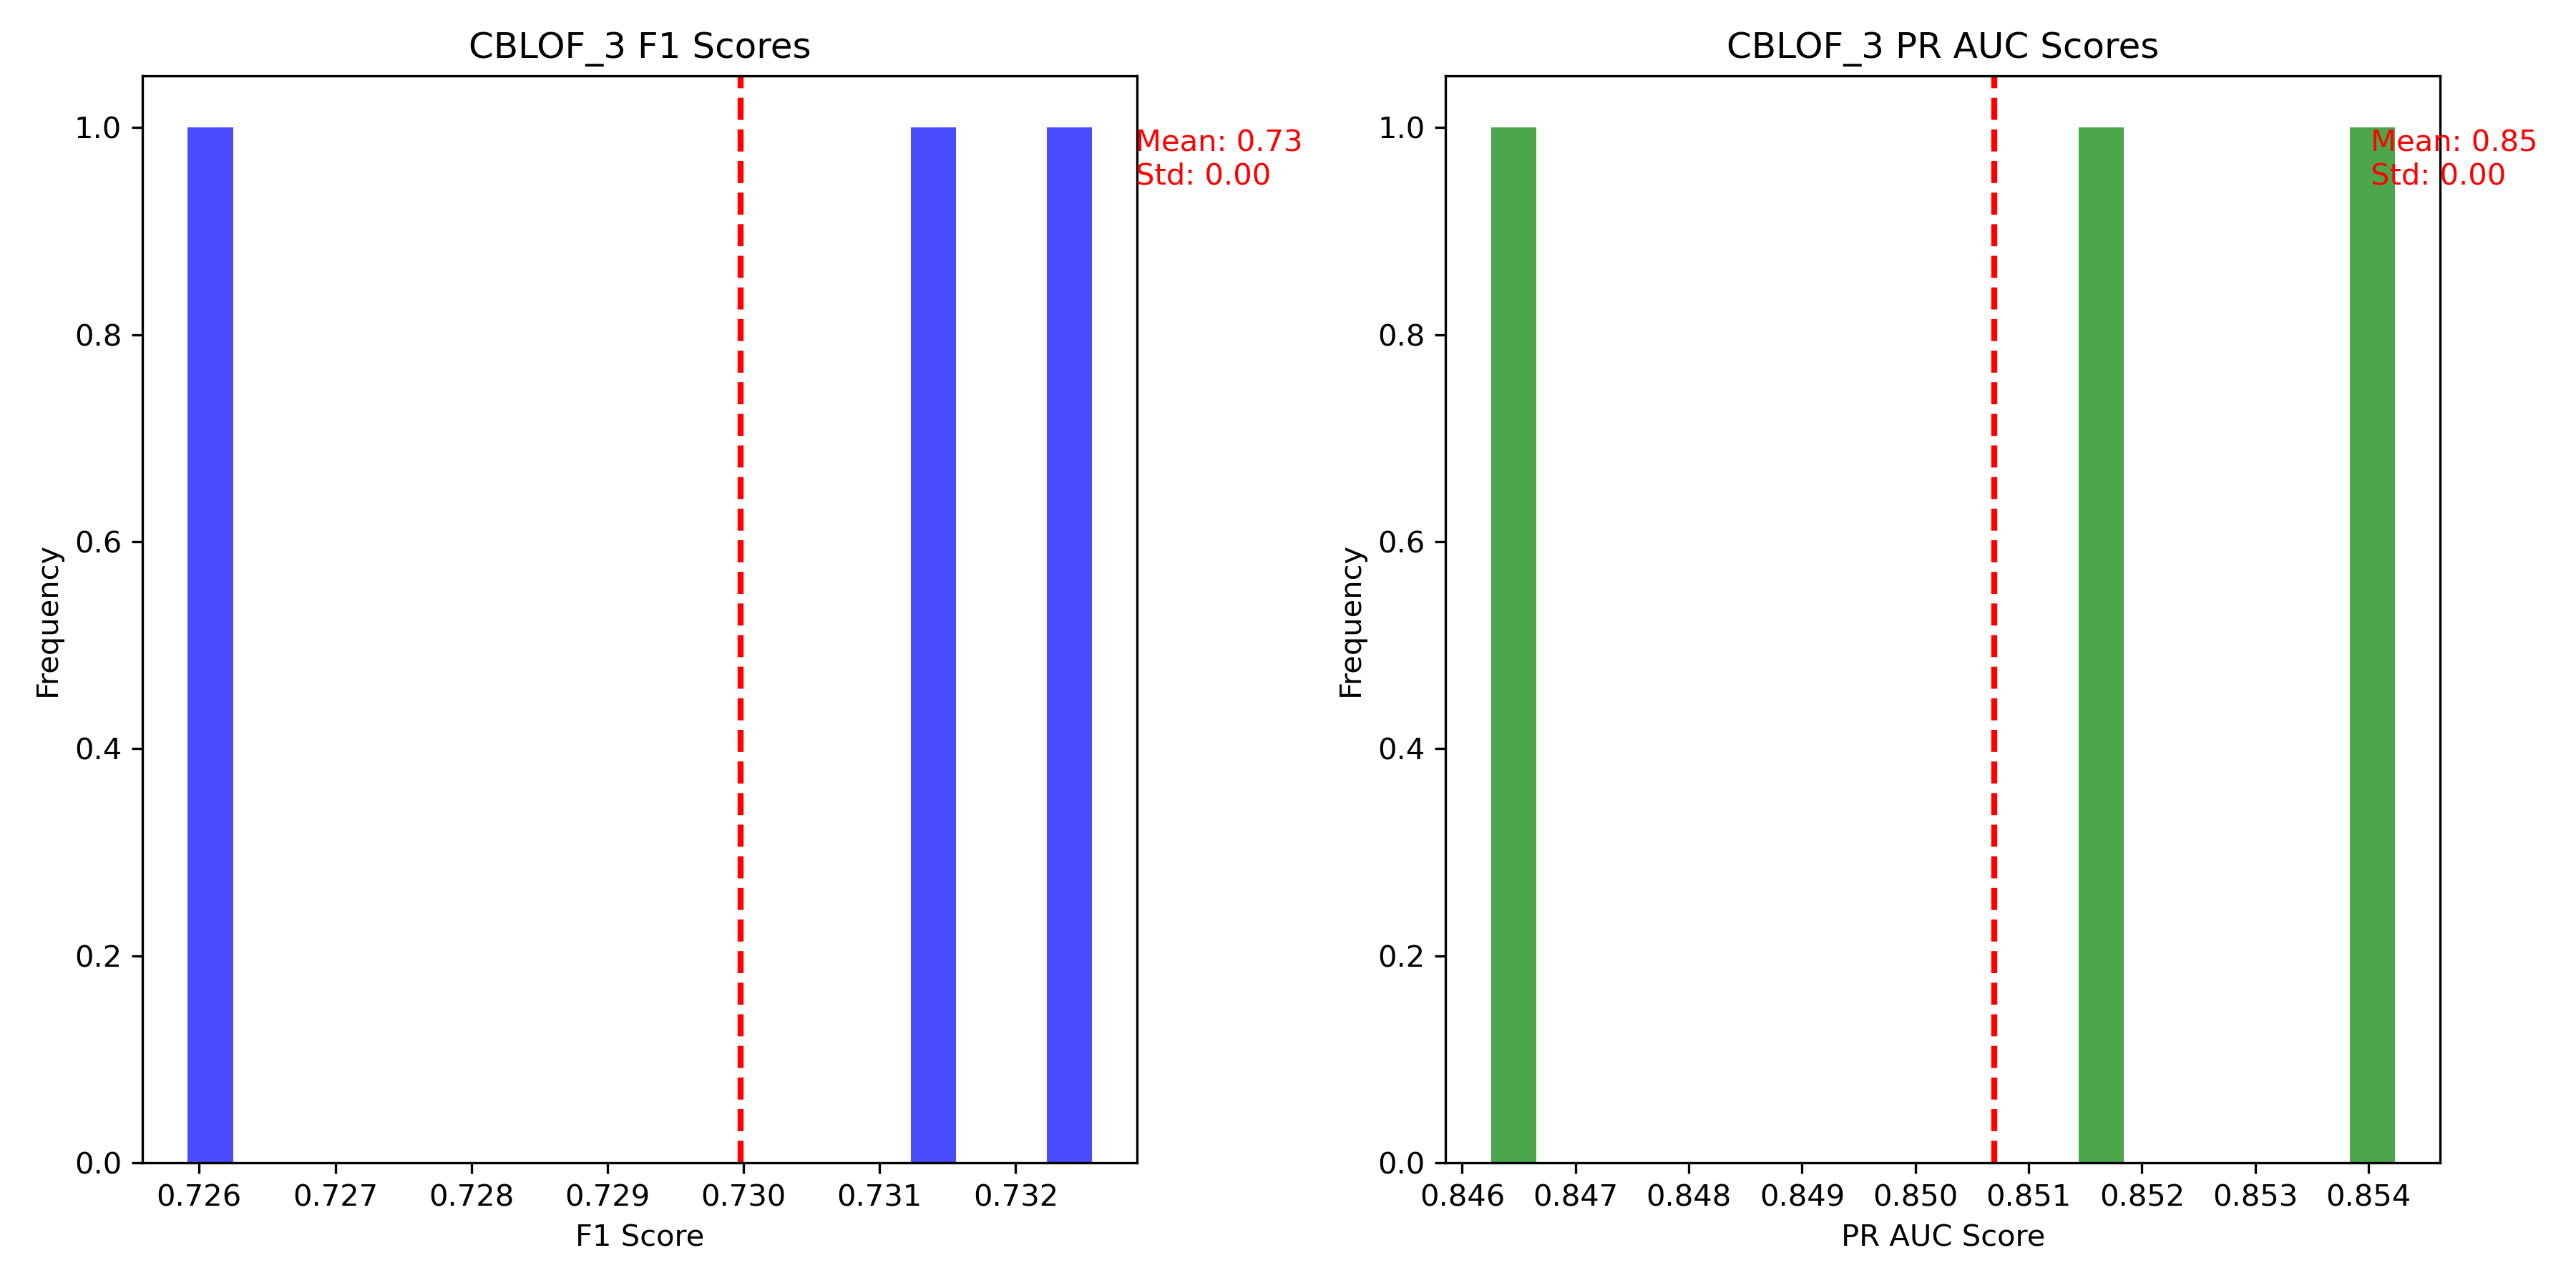 CBLOF_3 F1 Scores
1.0
0.8
0.6
0.4
0.2
0.0
Frequency
Mean: 0.73
Std: 0.00
0.726 0.727 0.728 0.729 0.730 0.731 0.732
F1 Score
CBLOF_3 PR AUC Scores
1.0
0.8
0.6
0.4
0.2
0.0
Frequency
Mean: 0.85
Std: 0.00
0.846 0.847 0.848 0.849 0.850 0.851 0.852 0.853 0.854
PR AUC Score